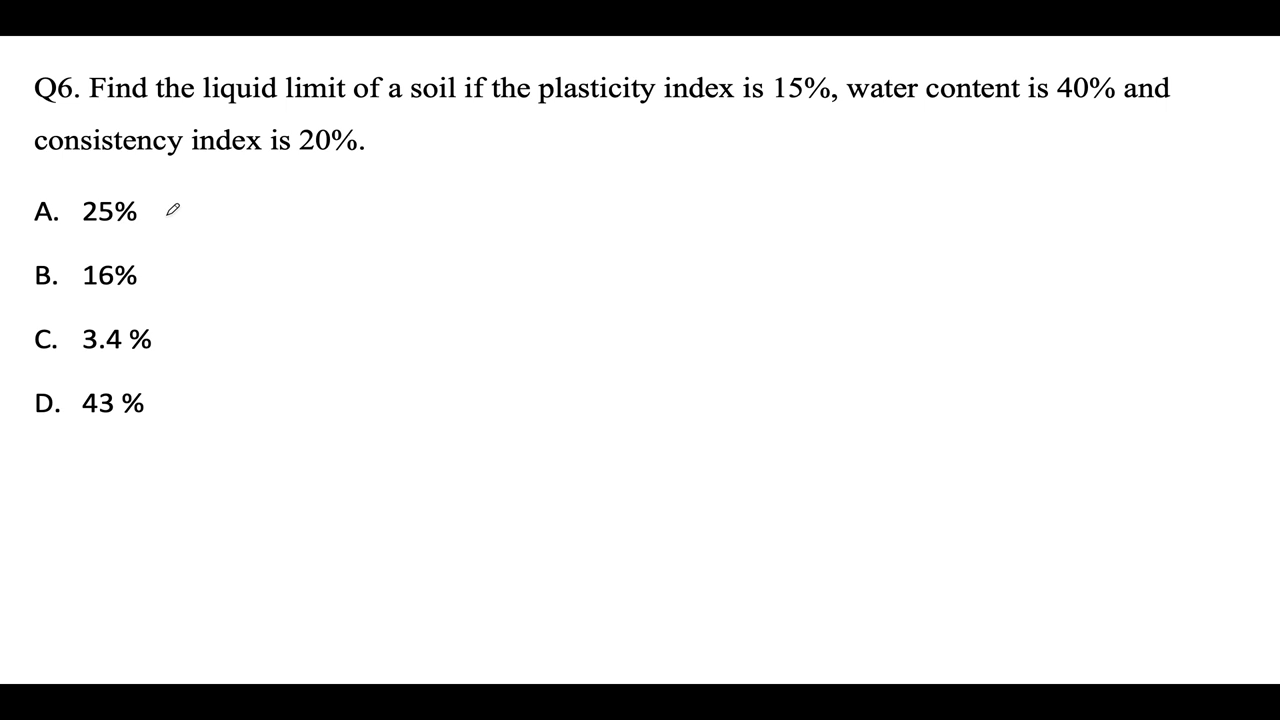 Q6. Find the liquid limit of a soil if the plasticity index is 15%, water content is 40% and
consistency index is 20%.
A. 25%
B. 16%
C. 3.4 %
D. 43 %